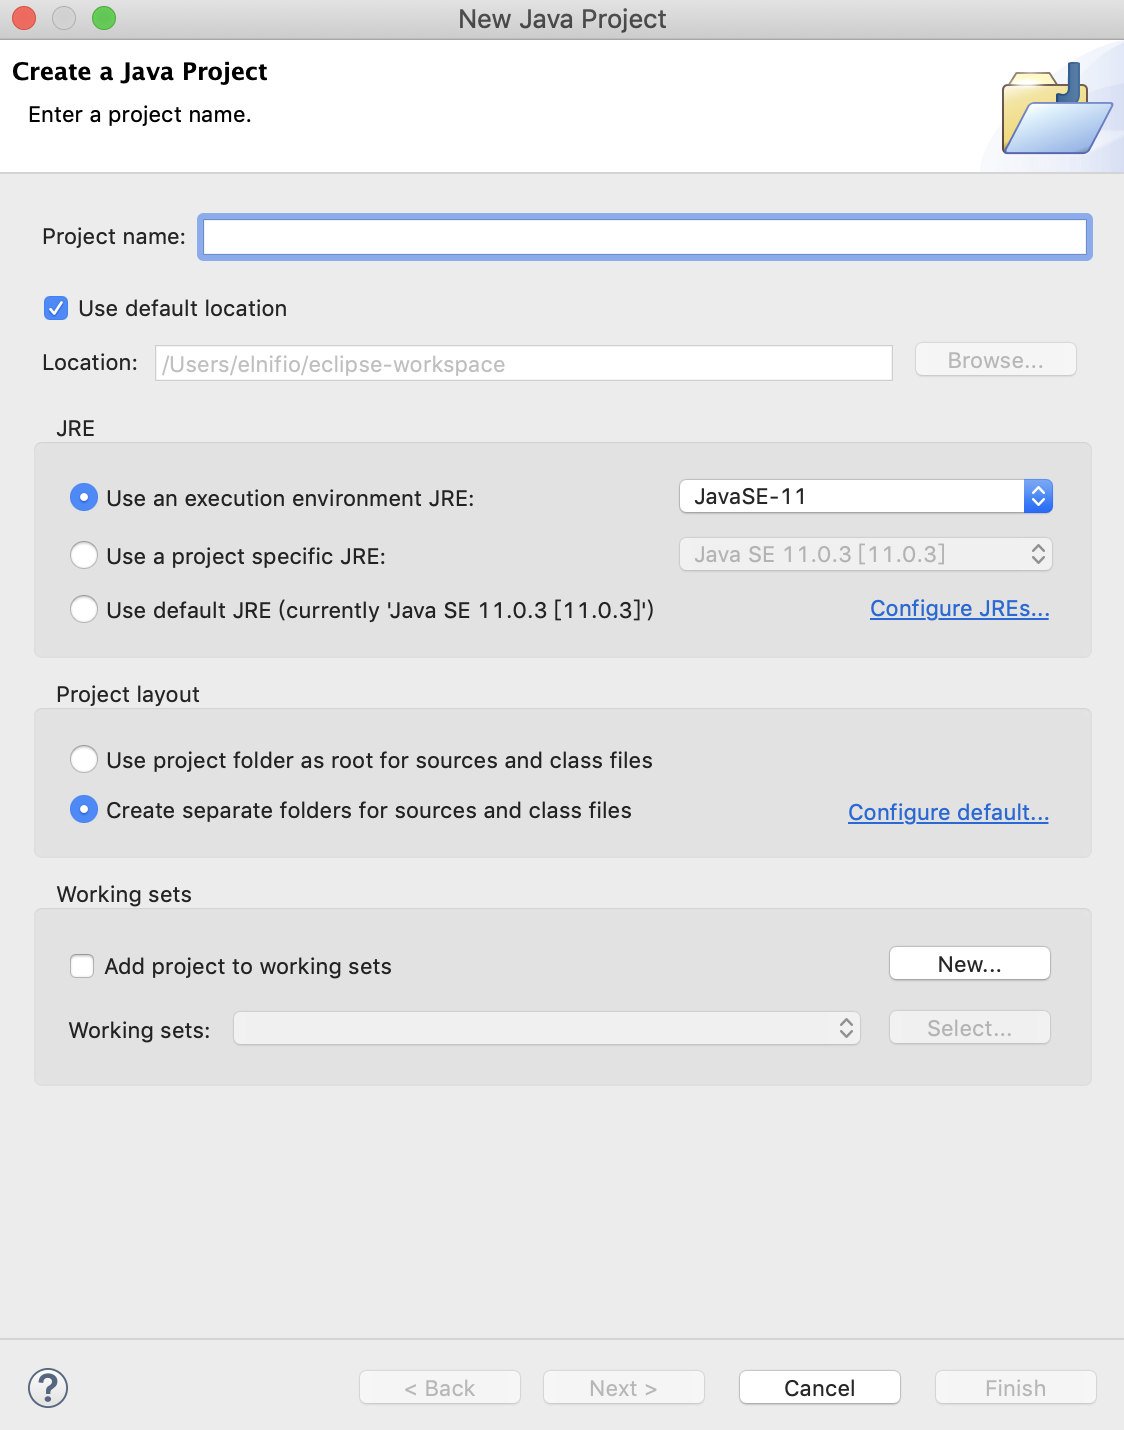 New Java Project
Create a Java Project
Enter a project name.
Project name:
Use default location
Location: /Users/elnifio/eclipse-workspace Browse...
JRE
Use an execution environment JRE: JavaSE-11
Use a project specific JRE: Java SE 11.0.3 [11.0.3]
Use default JRE (currently 'Java SE 11.0.3 [11.0.3]') Configure JREs...
Project layout
Use project folder as root for sources and class files
Create separate folders for sources and class files Configure default...
Working sets
Add project to working sets New...
Working sets: Select...
? < Back Next > Cancel Finish